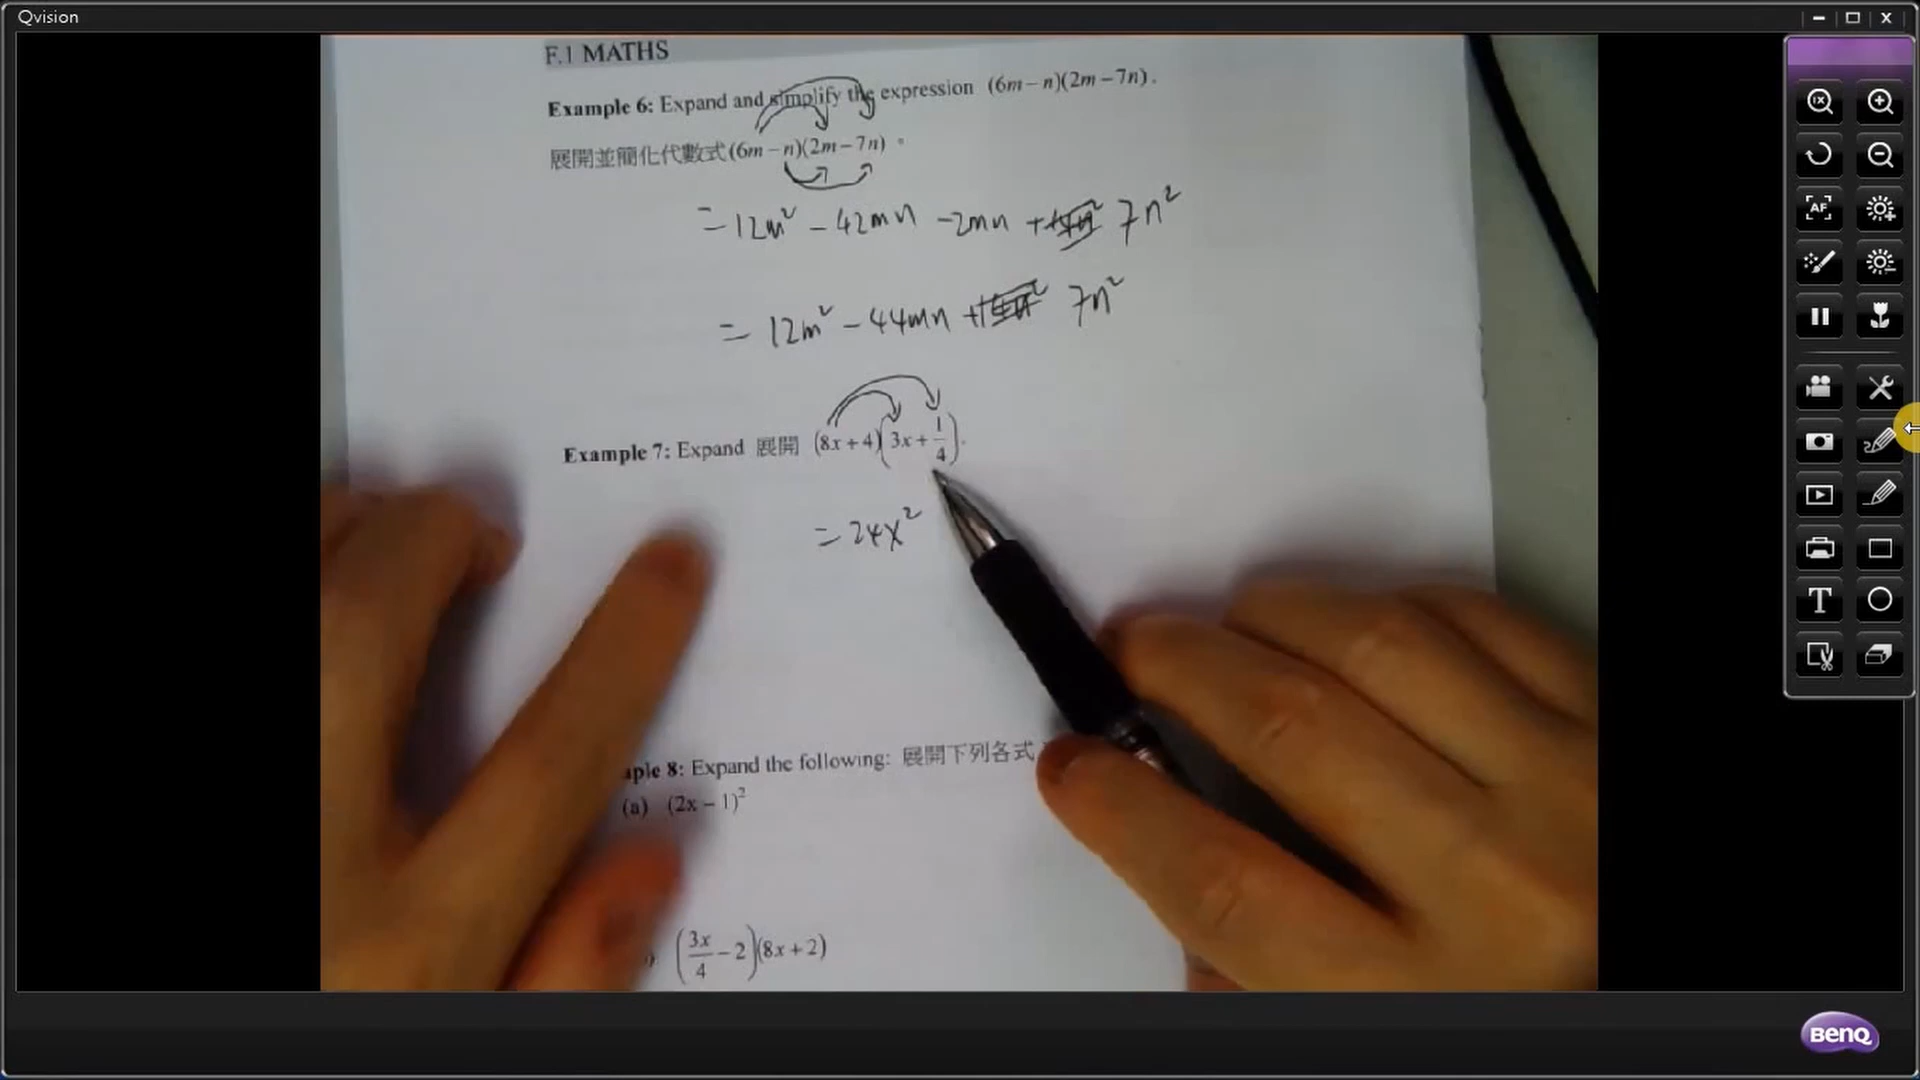 Qvision
F.1 MATHS
Example 6: Expand and simplify the expression (6m − n)(2m − 7n).
展開並簡化代數式(6m − n)(2m − 7n)。
= 12m² − 42mn − 2mn + 7n²
= 12m² − 44mn + 7n²
Example 7: Expand 展開 (8x + 4)(3x + 1/4).
= 24x²
aple 8: Expand the following: 展開下列各式
(a) (2x − 1)²
(3x/4 − 2)(8x + 2)
1X
AF
T
BenQ